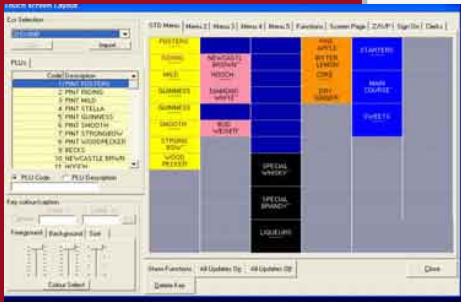 Touch Screen Layout
Ecr Selection
Import
PLUs
Code Description
1 PINT FOSTERS
2 PINT RIDING
3 PINT MILD
4 PINT STELLA
5 PINT GUINNESS
6 PINT SMOOTH
7 PINT STRONGBOW
8 PINT WOODPECKER
9 BECKS
10 NEWCASTLE BRWN
11 HOOCH
PLU Code PLU Description
Key colour/caption
Foreground Background Size
Colour Select
STD Menu Menu 2 Menu 3 Menu 4 Menu 5 Functions Screen Page Z/X/P Sign On Clerks
FOSTERS
RIDING
MILD
GUINNESS
GUINNESS
SMOOTH
STRONG BOW
WOOD PECKER
NEWCASTLE BROWN
HOOCH
DIAMOND WHITE
BUD WEISER
SPECIAL WHISKY
SPECIAL BRANDY
LIQUEURS
PINE APPLE
BITTER LEMON
COKE
DRY GINGER
STARTERS
MAIN COURSE
SWEETS
Share Functions All Updates On All Updates Off Close
Delete Key